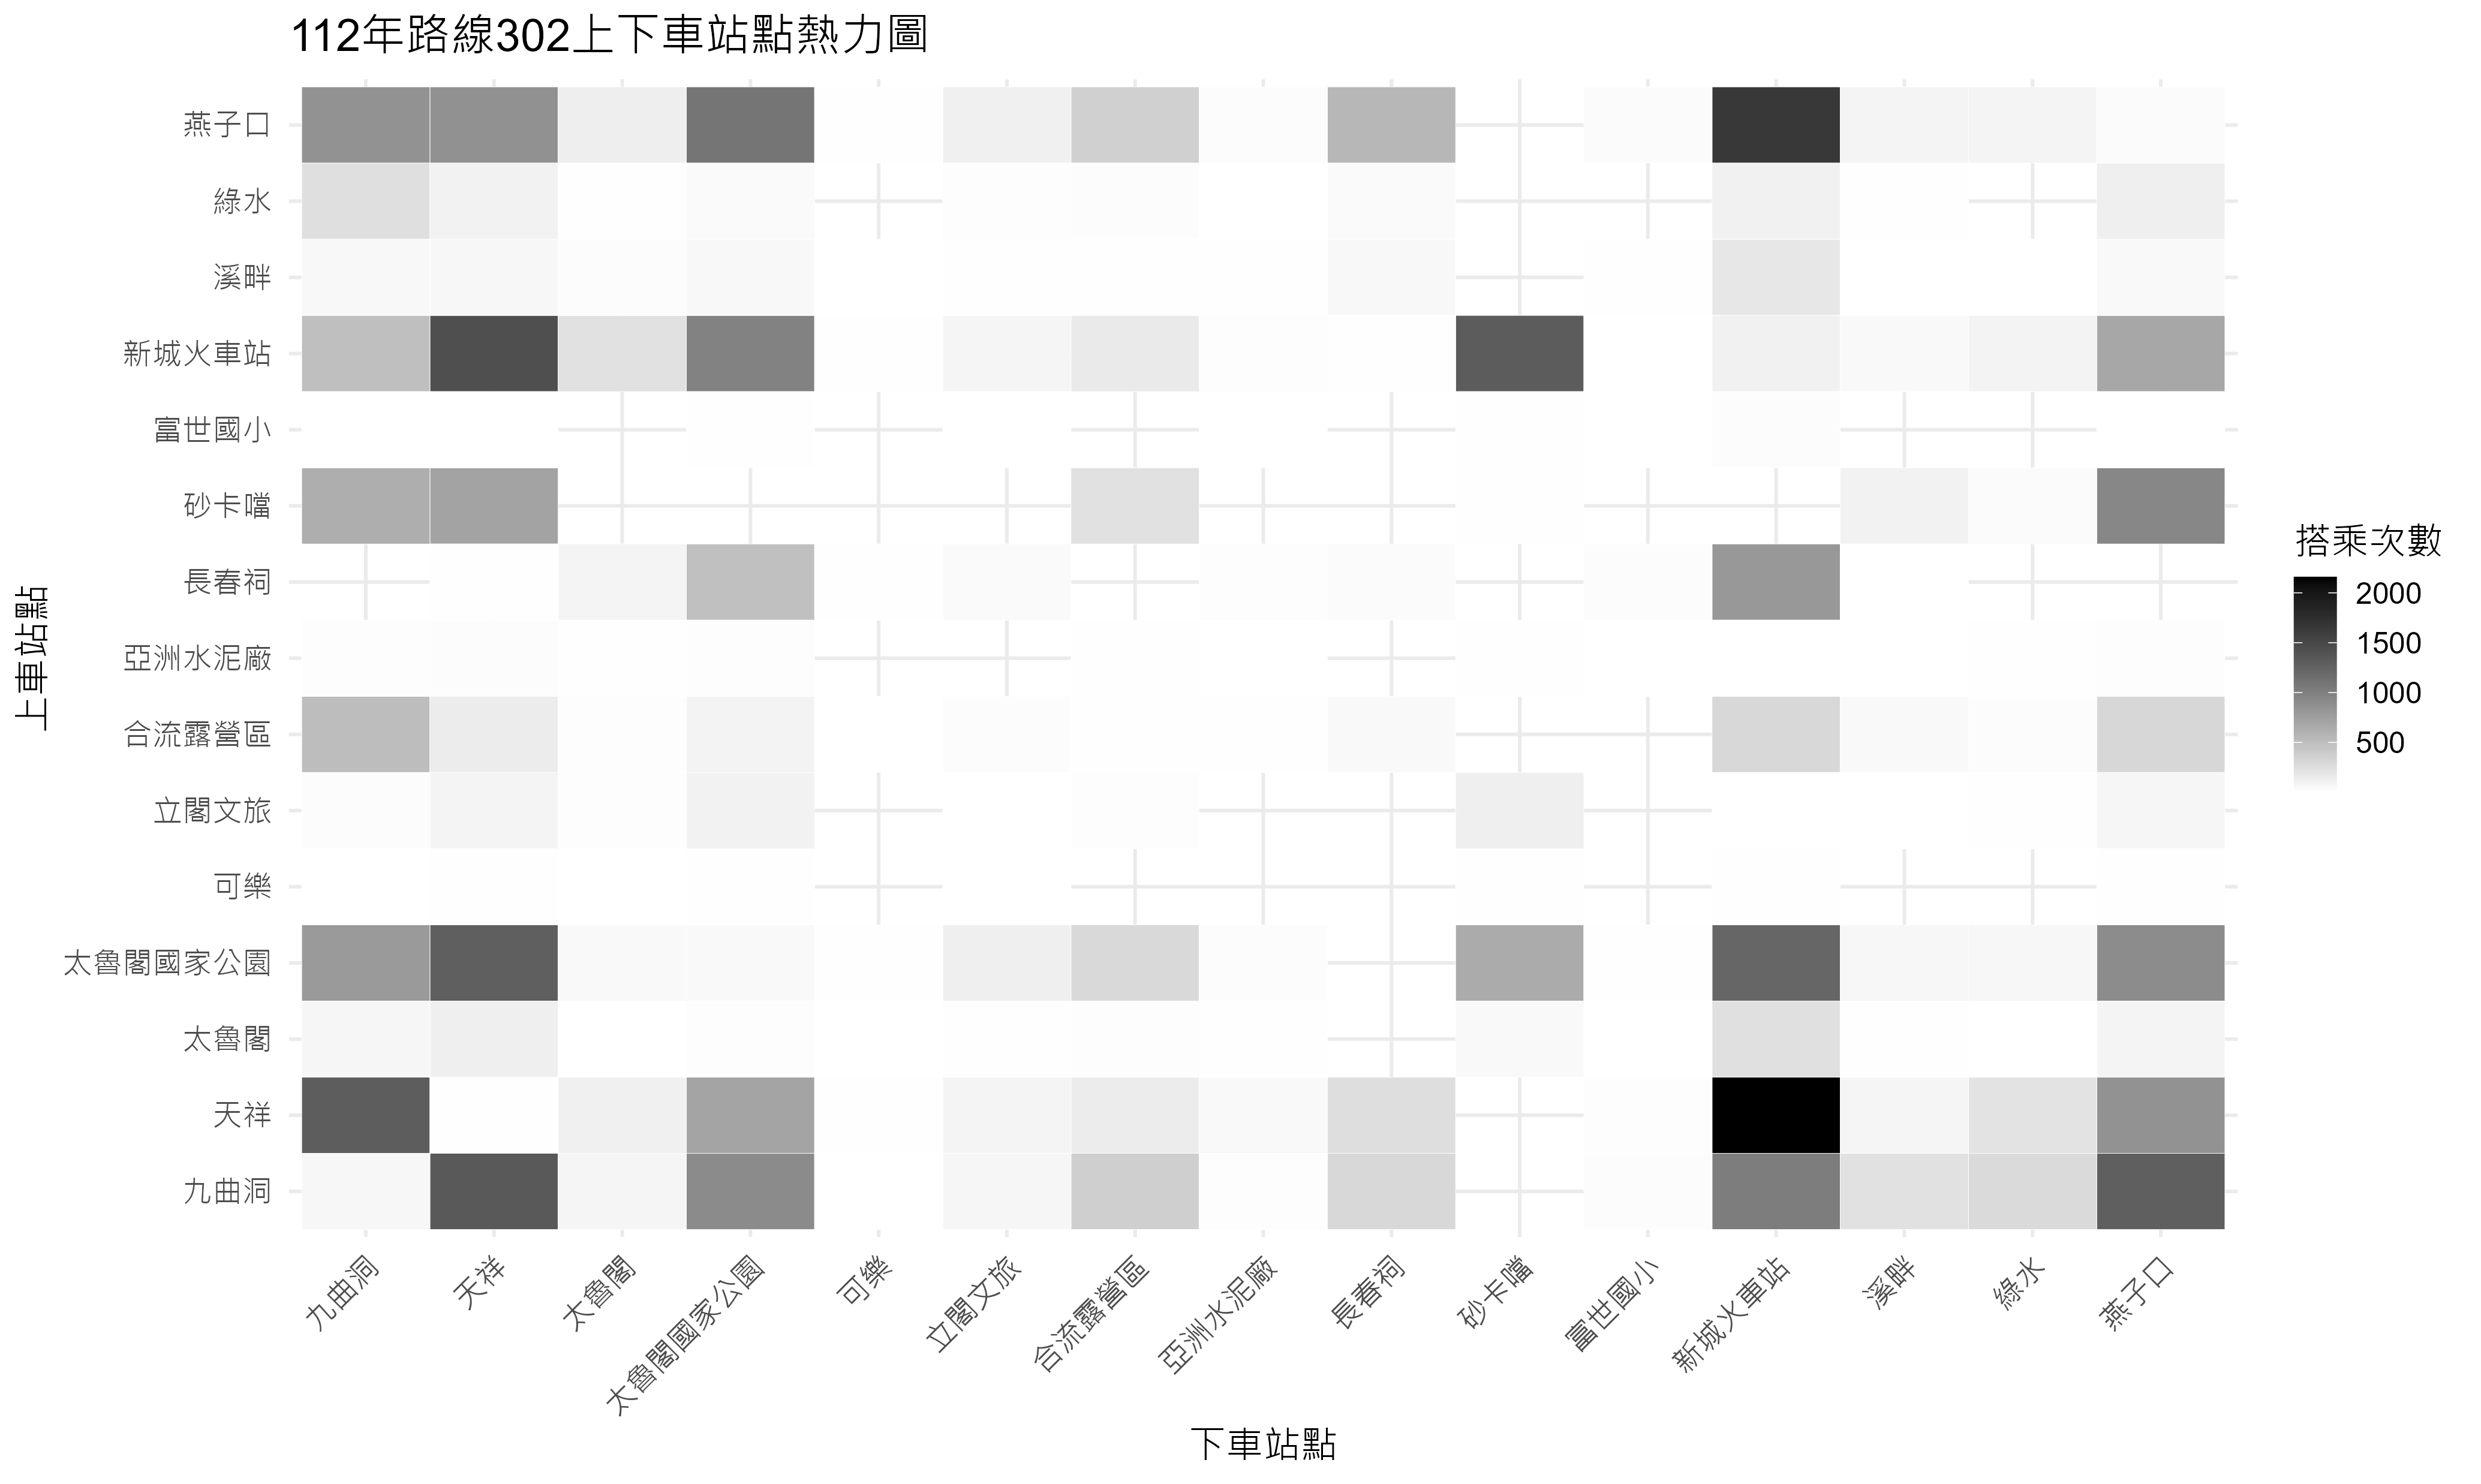 112年路線302上下車站點熱力圖
上車站點
燕子口
綠水
溪畔
新城火車站
富世國小
砂卡噹
長春祠
亞洲水泥廠
合流露營區
立閣文旅
可樂
太魯閣國家公園
太魯閣
天祥
九曲洞
九曲洞
天祥
太魯閣
太魯閣國家公園
可樂
立閣文旅
合流露營區
亞洲水泥廠
長春祠
砂卡噹
富世國小
新城火車站
溪畔
綠水
燕子口
下車站點
搭乘次數
2000
1500
1000
500